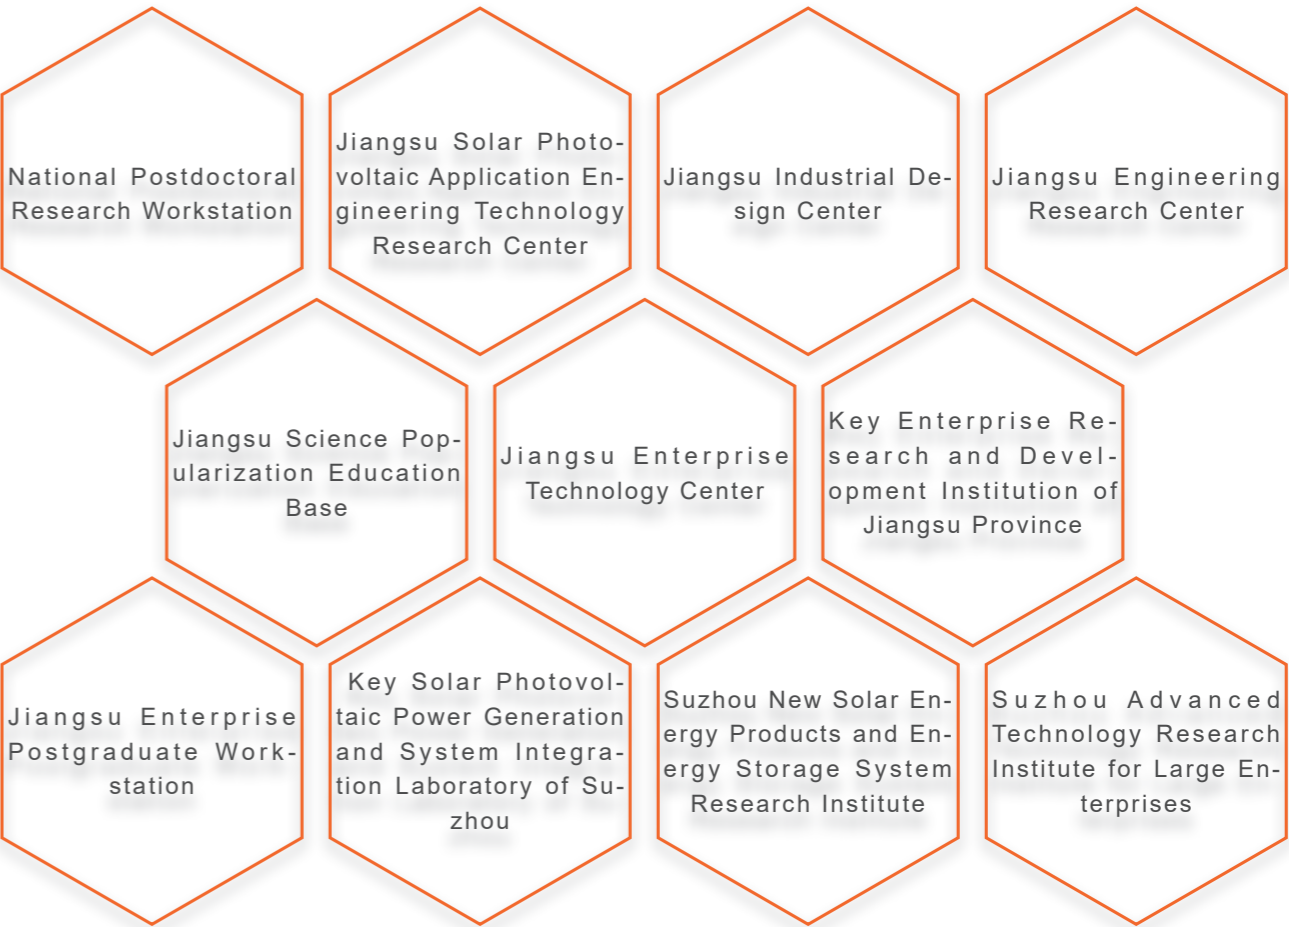 National Postdoctoral
Research Workstation
Jiangsu Solar Photo-
voltaic Application En-
gineering Technology
Research Center
Jiangsu Industrial De-
sign Center
Jiangsu Engineering
Research Center
Jiangsu Science Pop-
ularization Education
Base
Jiangsu Enterprise
Technology Center
Key Enterprise Re-
search and Devel-
opment Institution of
Jiangsu Province
Jiangsu Enterprise
Postgraduate Work-
station
Key Solar Photovol-
taic Power Generation
and System Integra-
tion Laboratory of Su-
zhou
Suzhou New Solar En-
ergy Products and En-
ergy Storage System
Research Institute
Suzhou Advanced
Technology Research
Institute for Large En-
terprises